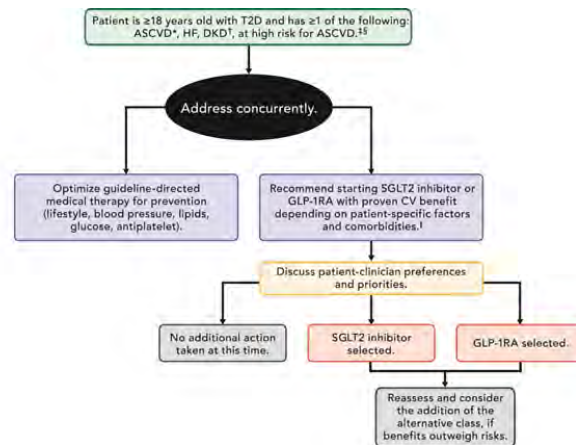 Patient is ≥18 years old with T2D and has ≥1 of the following:
ASCVD*, HF, DKD†, at high risk for ASCVD.‡§
Address concurrently.
Optimize guideline-directed
medical therapy for prevention
(lifestyle, blood pressure, lipids,
glucose, antiplatelet).
Recommend starting SGLT2 inhibitor or
GLP-1RA with proven CV benefit
depending on patient-specific factors
and comorbidities.‖
Discuss patient-clinician preferences
and priorities.
No additional action
taken at this time.
SGLT2 inhibitor
selected.
GLP-1RA selected.
Reassess and consider
the addition of the
alternative class, if
benefits outweigh risks.